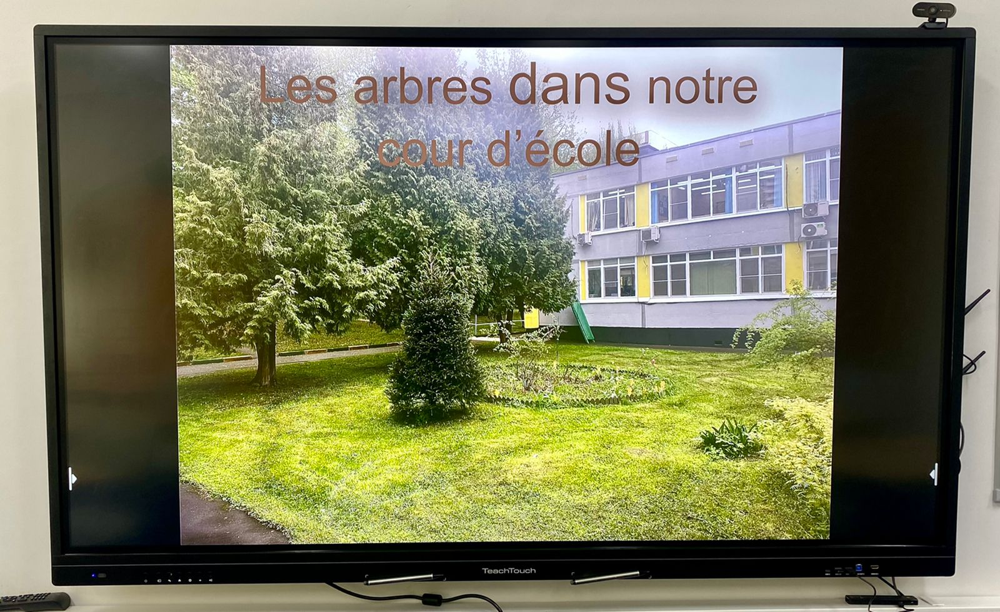 Les arbres dans notre
cour d’école
TeachTouch